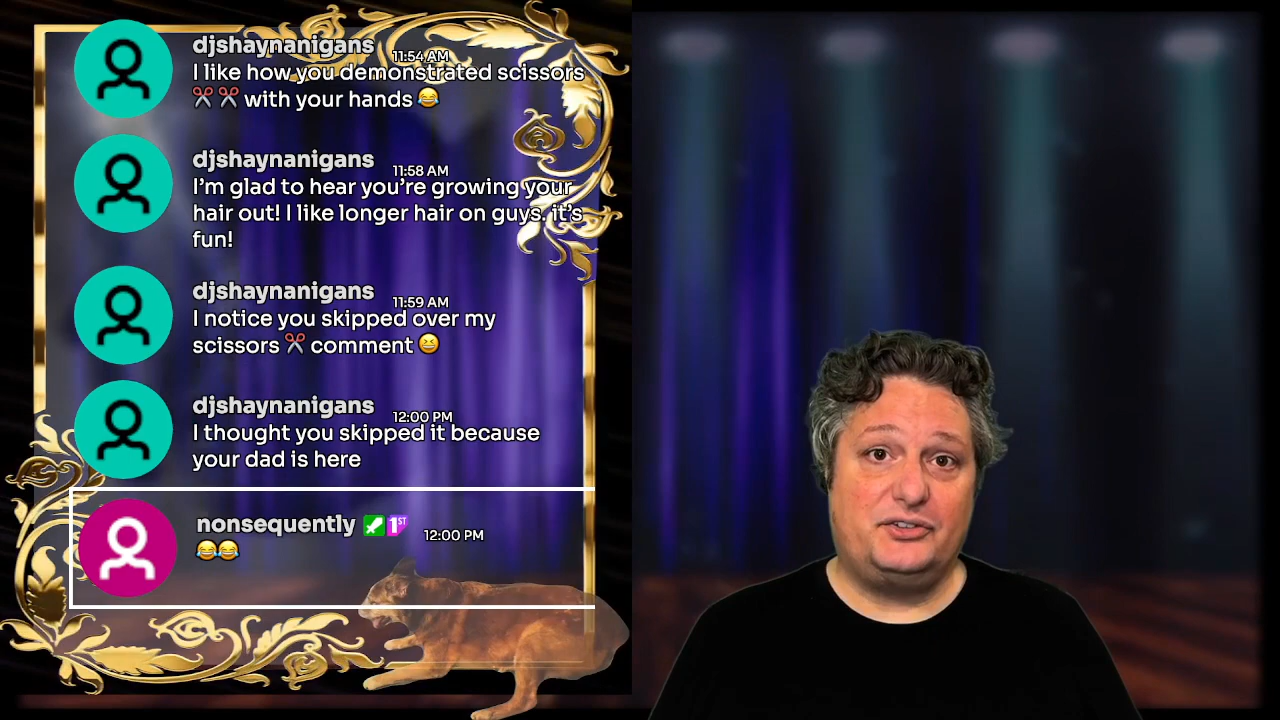 djshaynanigans 11:54 AM
I like how you demonstrated scissors
✂️ ✂️ with your hands 😂
djshaynanigans 11:58 AM
I’m glad to hear you’re growing your
hair out! I like longer hair on guys. it’s
fun!
djshaynanigans 11:59 AM
I notice you skipped over my
scissors ✂️ comment 😆
djshaynanigans 12:00 PM
I thought you skipped it because
your dad is here
nonsequently 1ST 12:00 PM
😂😂